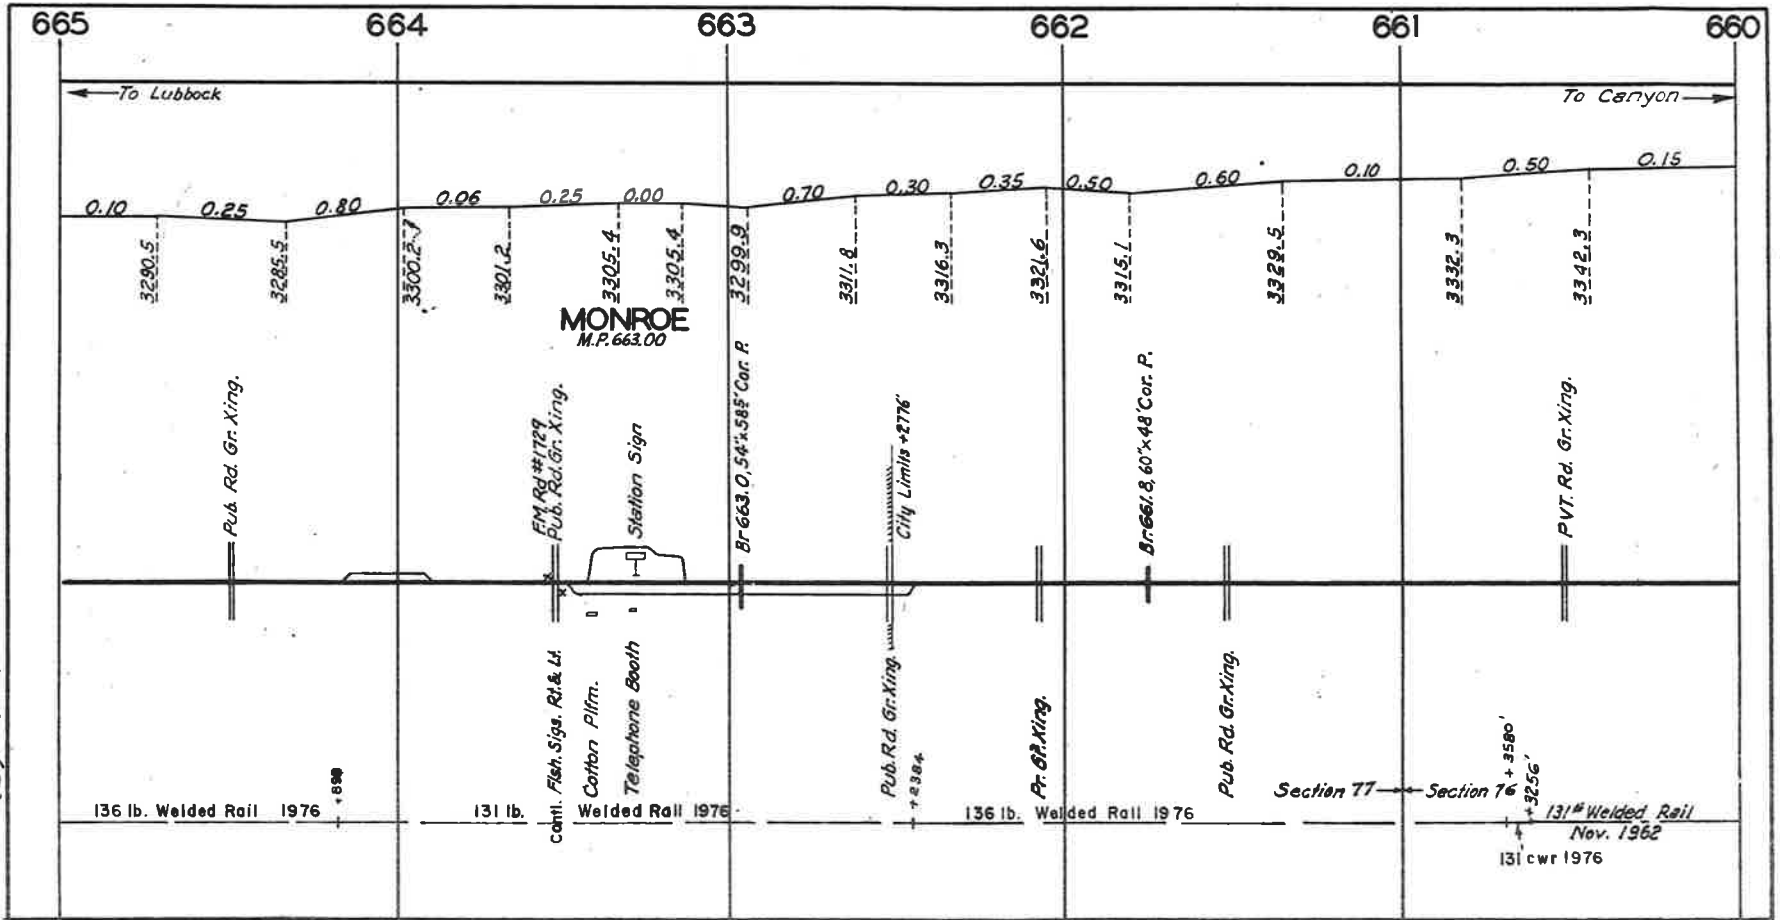 665 664 663 662 661 660
To Lubbock
To Canyon
0.10 0.25 0.80 0.06 0.25 0.00 0.70 0.30 0.35 0.50 0.60 0.10 0.50 0.15
3290.5
3285.5
3300.2
3301.2
3305.4
3305.4
3299.9
3311.8
3316.3
3321.6
3315.1
3329.5
3332.3
3342.3
MONROE
M.P. 663.00
Pub. Rd. Gr. Xing.
F.M. Rd #1729
Pub. Rd. Gr. Xing.
Station Sign
Br 663.0, 54"x58⁵' Cor. P.
City Limits +2776'
Br. 661.8, 60"x48' Cor. P.
PVT. Rd. Gr. Xing.
Cantl. Flsh. Sigs. Rt. & Lt.
Cotton Plfm.
Telephone Booth
Pub. Rd. Gr. Xing.
+2384
Pub. Rd. Gr. Xing.
Section 77
Section 76
+3580'
+3256'
136 lb. Welded Rail 1976
131 lb. Welded Rail 1976
136 lb. Welded Rail 1976
131# Welded Rail
Nov. 1962
131 cwr 1976